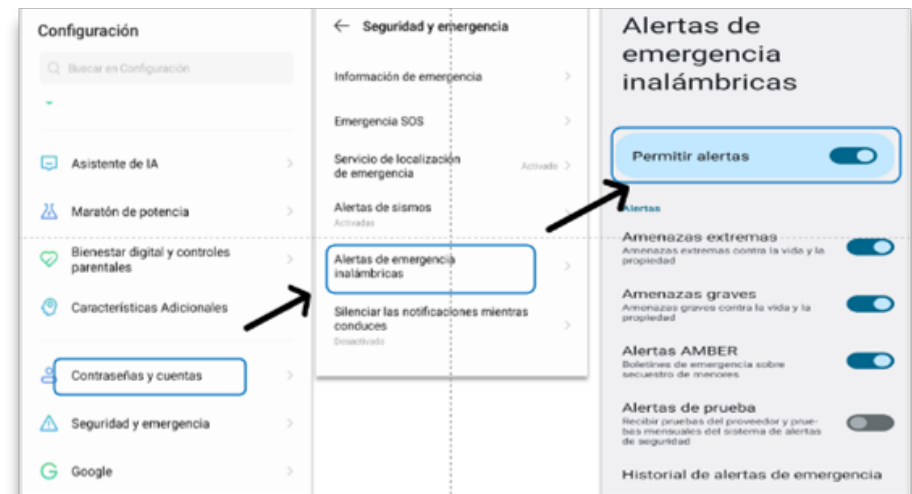 Configuración
Buscar en Configuración
Asistente de IA
Maratón de potencia
Bienestar digital y controles
parentales
Características Adicionales
Contraseñas y cuentas
Seguridad y emergencia
Google
Seguridad y emergencia
Información de emergencia
Emergencia SOS
Servicio de localización
de emergencia
Activado
Alertas de sismos
Activadas
Alertas de emergencia
inalámbricas
Silenciar las notificaciones mientras
conduces
Desactivado
Alertas de
emergencia
inalámbricas
Permitir alertas
Alertas
Amenazas extremas
Amenazas extremas contra la vida y la
propiedad
Amenazas graves
Amenazas graves contra la vida y la
propiedad
Alertas AMBER
Boletines de emergencia sobre
secuestro de menores
Alertas de prueba
Recibir pruebas del proveedor y prue-
bas mensuales del sistema de alertas
de seguridad
Historial de alertas de emergencia